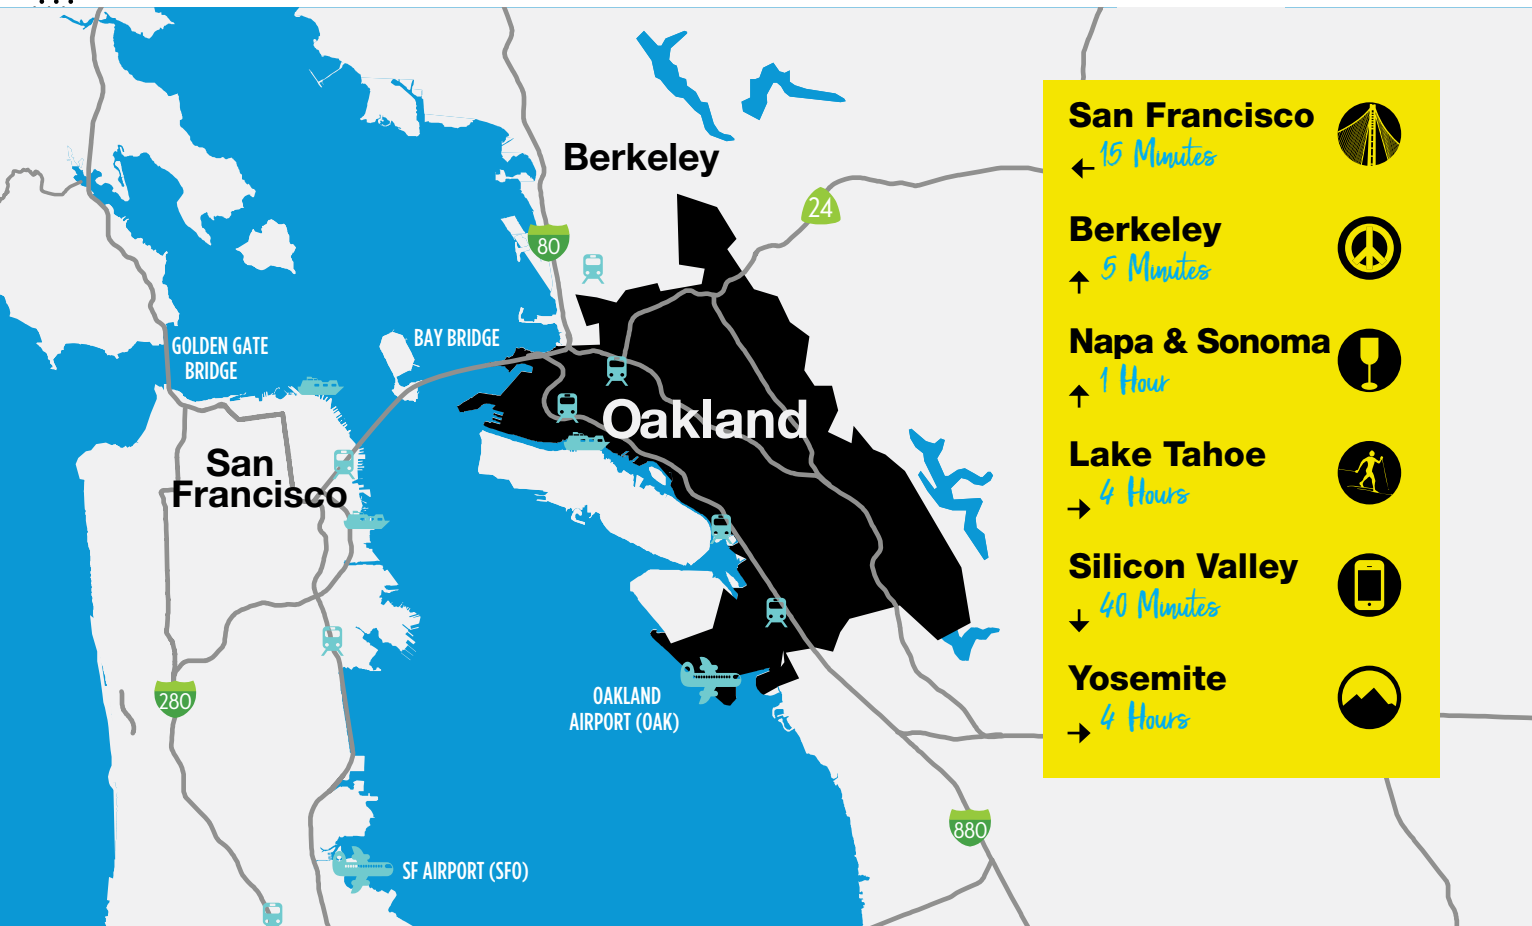 Berkeley
24
80
GOLDEN GATE
BRIDGE
BAY BRIDGE
Oakland
San
Francisco
280
OAKLAND
AIRPORT (OAK)
880
SF AIRPORT (SFO)
San Francisco
15 Minutes
Berkeley
5 Minutes
Napa & Sonoma
1 Hour
Lake Tahoe
4 Hours
Silicon Valley
40 Minutes
Yosemite
4 Hours